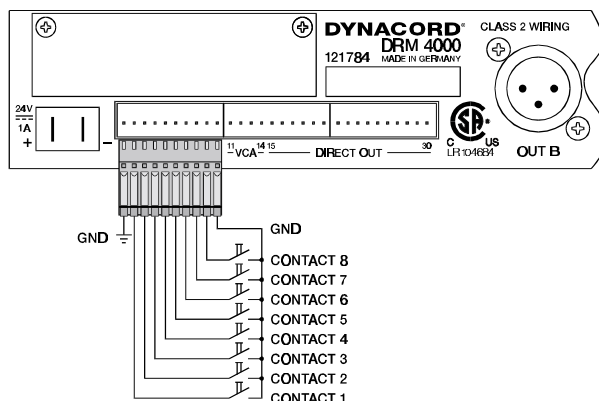 DYNACORD®
CLASS 2 WIRING
DRM 4000
121784 MADE IN GERMANY
24V
1A
+
−
11 –VCA– 14 15 DIRECT OUT 30
C US
LR 104684
OUT B
GND
GND
CONTACT 8
CONTACT 7
CONTACT 6
CONTACT 5
CONTACT 4
CONTACT 3
CONTACT 2
CONTACT 1